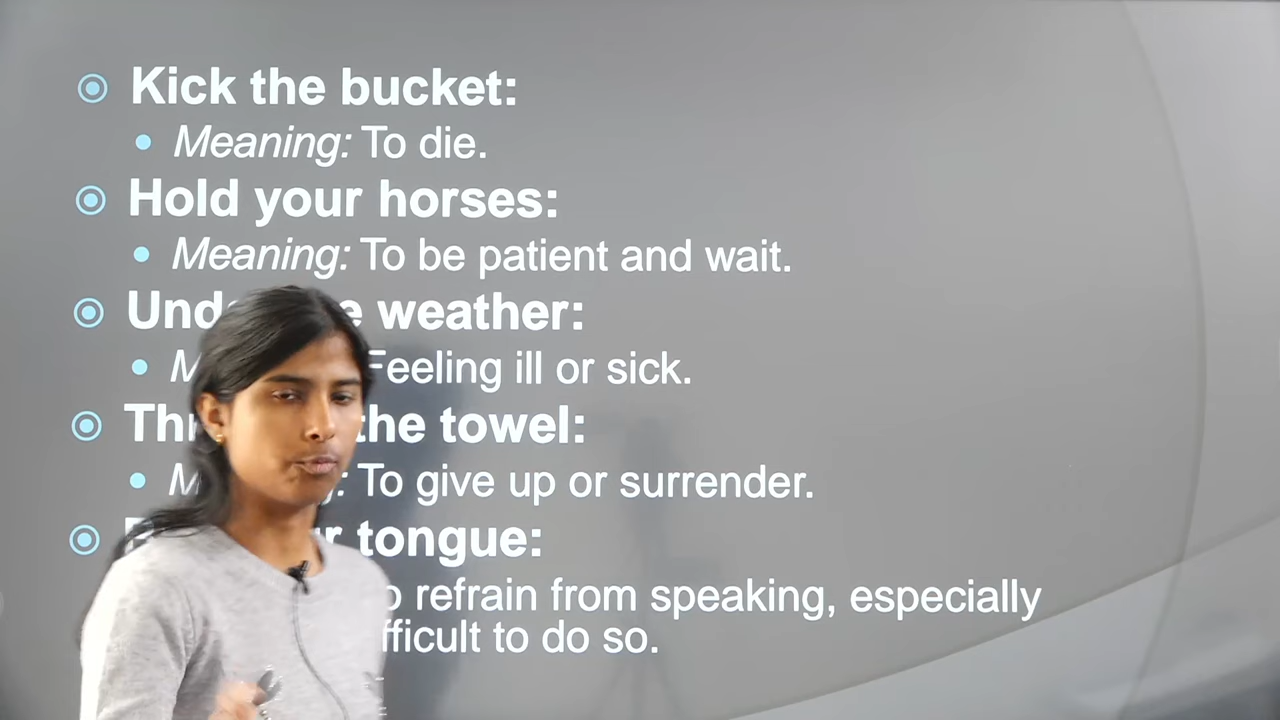 Kick the bucket:
Meaning: To die.
Hold your horses:
Meaning: To be patient and wait.
weather:
Feeling ill or sick.
the towel:
To give up or surrender.
tongue:
refrain from speaking, especially
to do so.